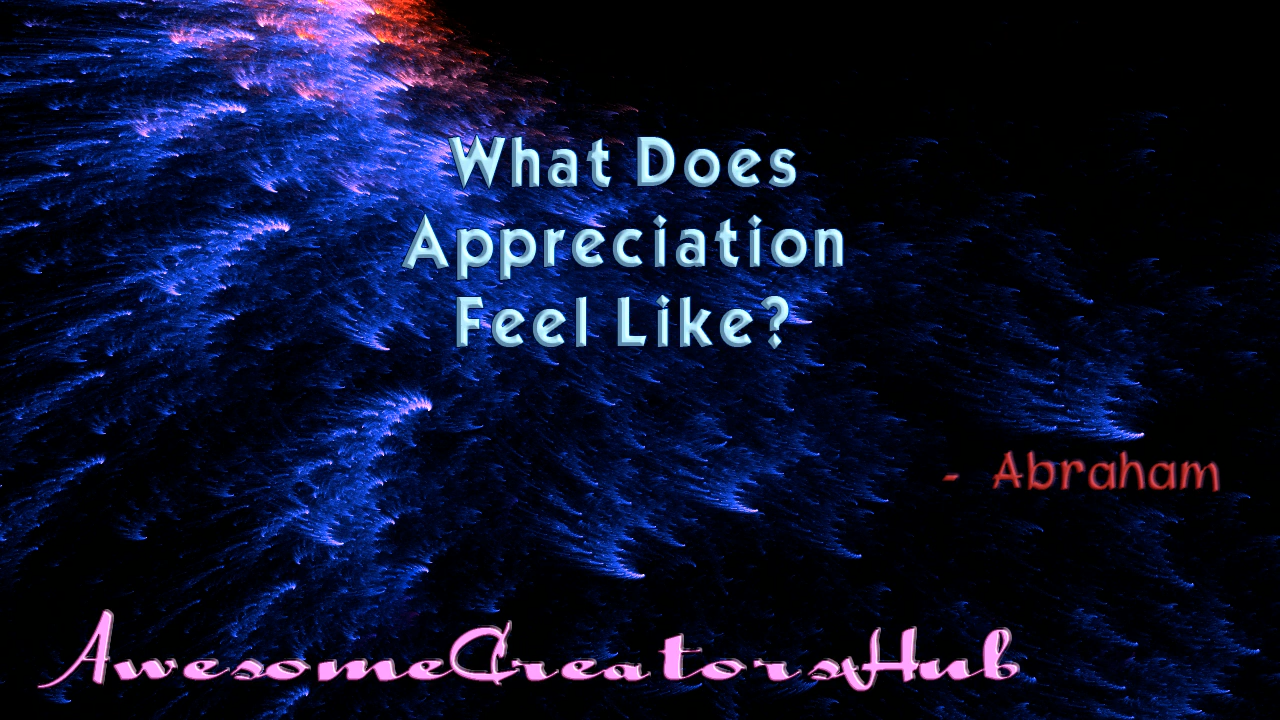 What Does
Appreciation
Feel Like?
- Abraham
AwesomeCreatorsHub